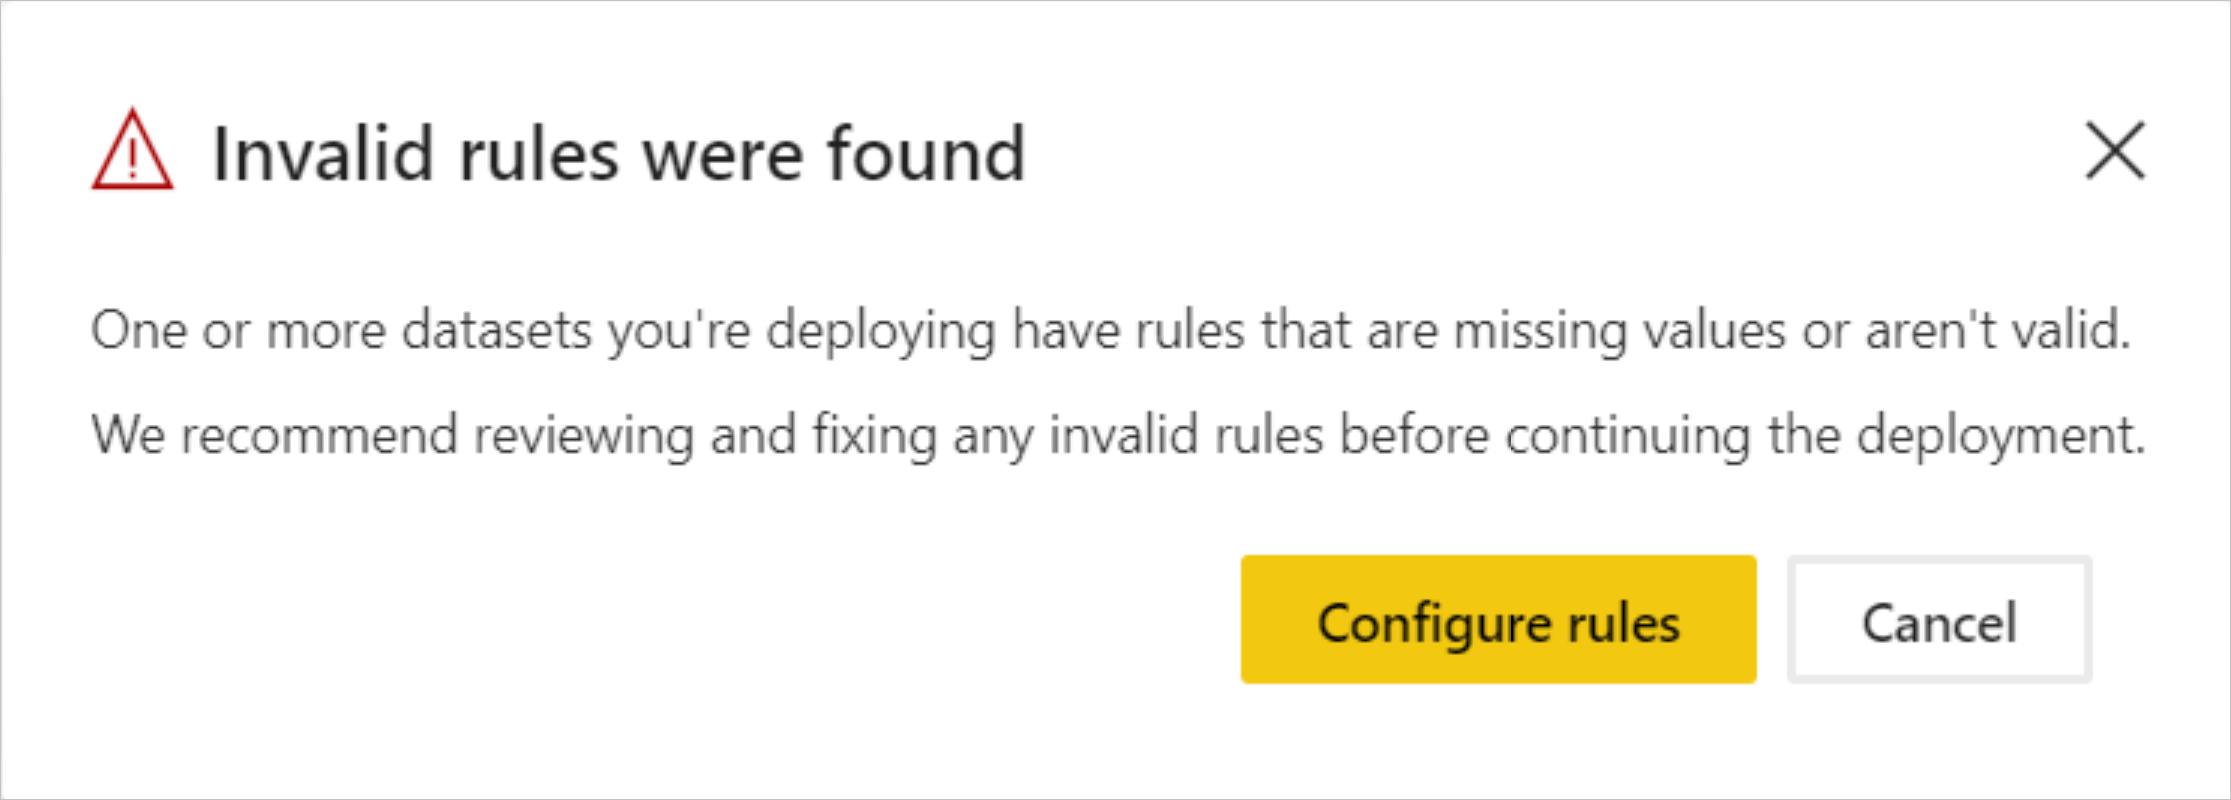 Invalid rules were found
One or more datasets you're deploying have rules that are missing values or aren't valid.
We recommend reviewing and fixing any invalid rules before continuing the deployment.
Configure rules
Cancel